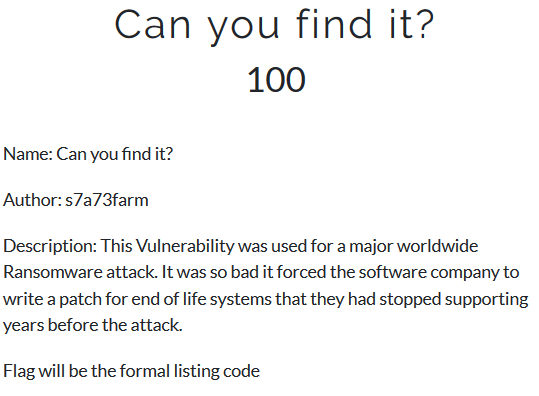 Can you find it?
100
Name: Can you find it?
Author: s7a73farm
Description: This Vulnerability was used for a major worldwide
Ransomware attack. It was so bad it forced the software company to
write a patch for end of life systems that they had stopped supporting
years before the attack.
Flag will be the formal listing code